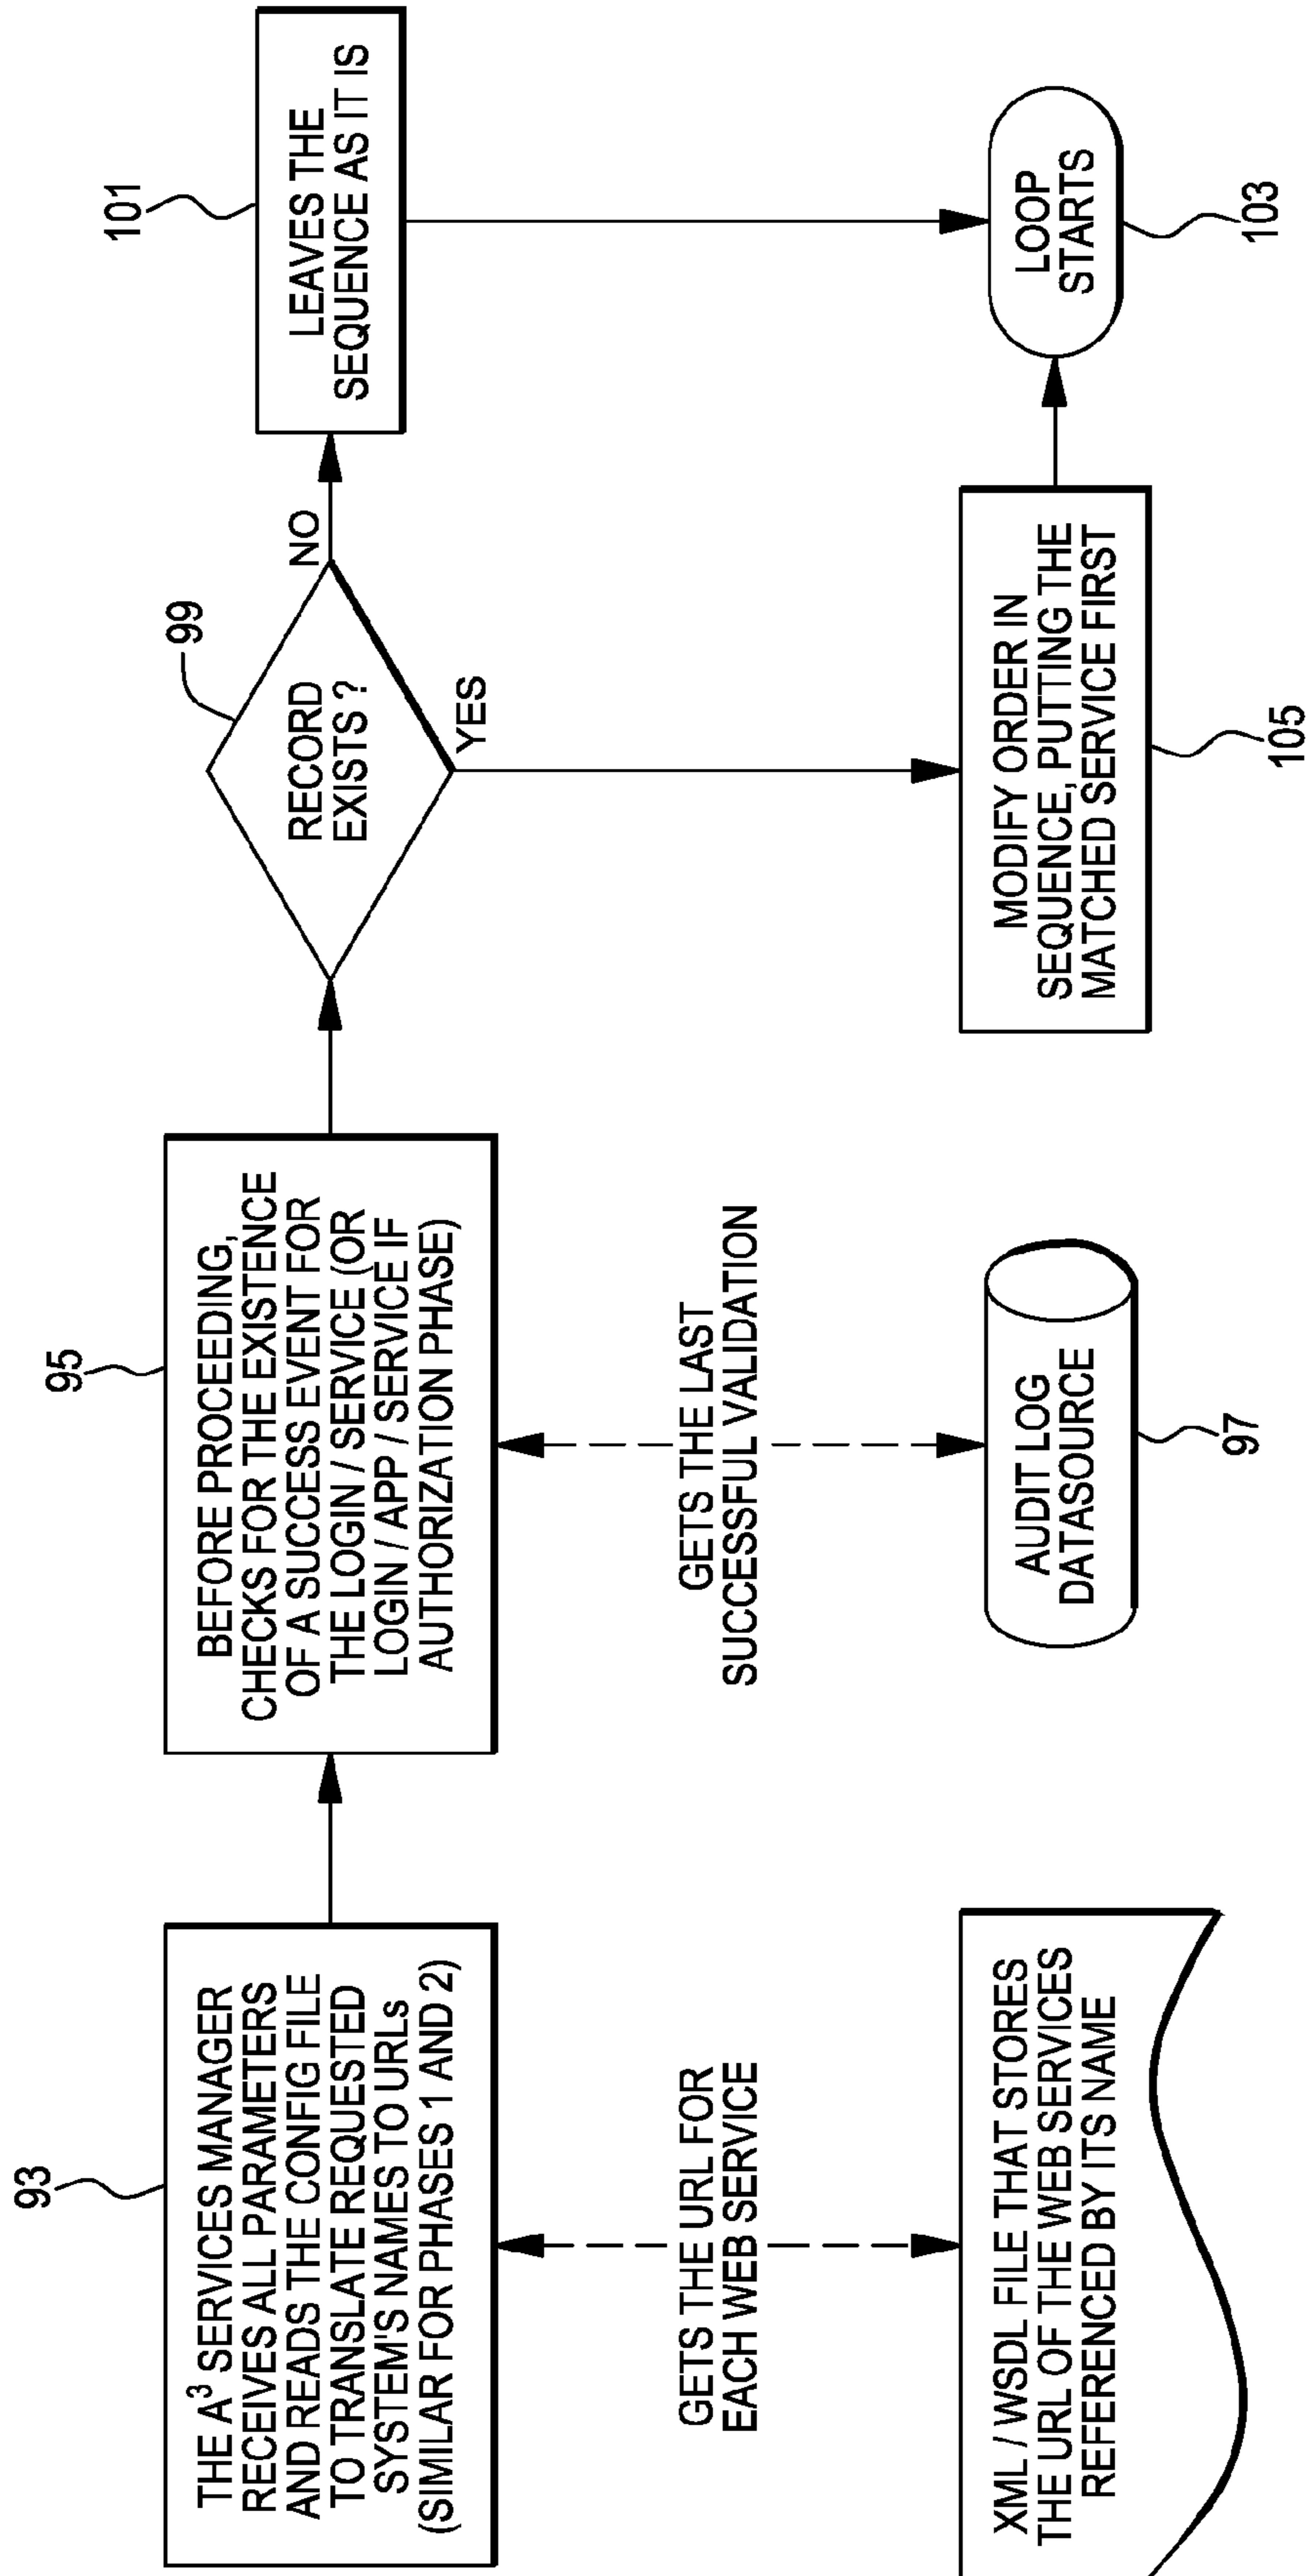 93
THE A³ SERVICES MANAGER
RECEIVES ALL PARAMETERS
AND READS THE CONFIG FILE
TO TRANSLATE REQUESTED
SYSTEM'S NAMES TO URLs
(SIMILAR FOR PHASES 1 AND 2)
GETS THE URL FOR
EACH WEB SERVICE
XML / WSDL FILE THAT STORES
THE URL OF THE WEB SERVICES
REFERENCED BY ITS NAME
95
BEFORE PROCEEDING,
CHECKS FOR THE EXISTENCE
OF A SUCCESS EVENT FOR
THE LOGIN / SERVICE (OR
LOGIN / APP / SERVICE IF
AUTHORIZATION PHASE)
GETS THE LAST
SUCCESSFUL VALIDATION
AUDIT LOG
DATASOURCE
97
99
RECORD
EXISTS ?
NO
YES
101
LEAVES THE
SEQUENCE AS IT IS
MODIFY ORDER IN
SEQUENCE, PUTTING THE
MATCHED SERVICE FIRST
105
LOOP
STARTS
103